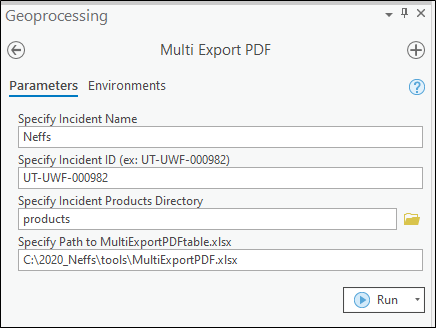 Geoprocessing
Multi Export PDF
Parameters Environments
Specify Incident Name
Neffs
Specify Incident ID (ex: UT-UWF-000982)
UT-UWF-000982
Specify Incident Products Directory
products
Specify Path to MultiExportPDFtable.xlsx
C:\2020_Neffs\tools\MultiExportPDF.xlsx
Run